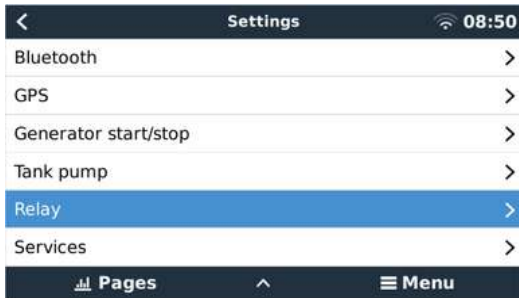 Settings 08:50
Bluetooth
GPS
Generator start/stop
Tank pump
Relay
Services
Pages Menu